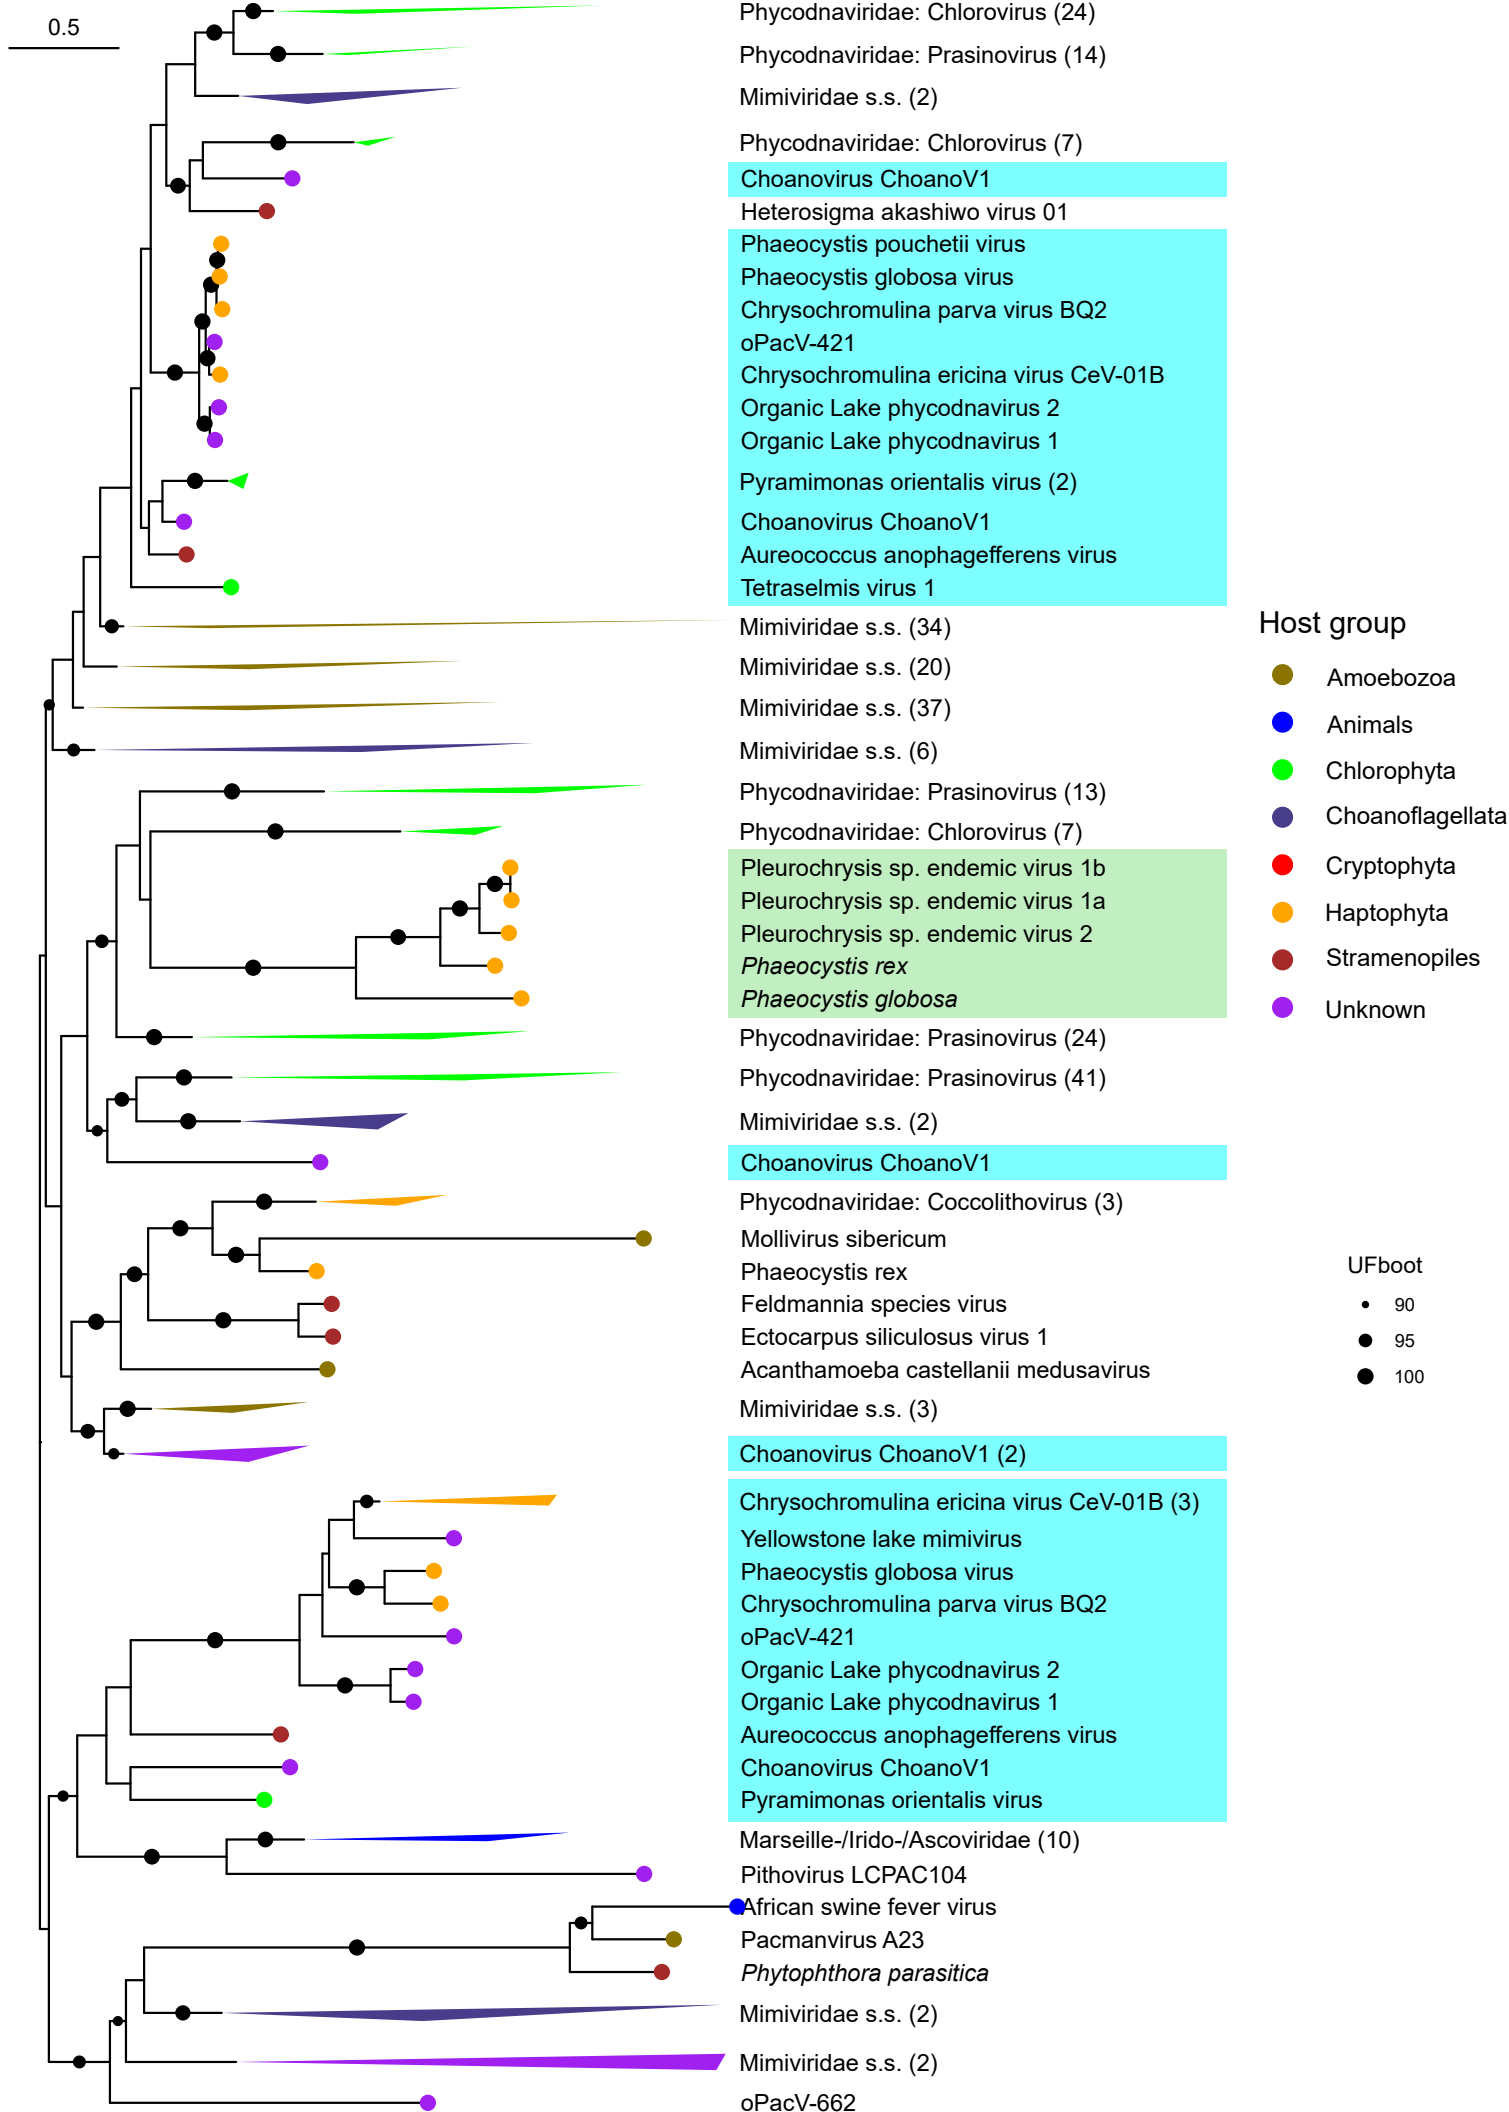 0.5
Phycodnaviridae: Chlorovirus (24)
Phycodnaviridae: Prasinovirus (14)
Mimiviridae s.s. (2)
Phycodnaviridae: Chlorovirus (7)
Choanovirus ChoanoV1
Heterosigma akashiwo virus 01
Phaeocystis pouchetii virus
Phaeocystis globosa virus
Chrysochromulina parva virus BQ2
oPacV-421
Chrysochromulina ericina virus CeV-01B
Organic Lake phycodnavirus 2
Organic Lake phycodnavirus 1
Pyramimonas orientalis virus (2)
Choanovirus ChoanoV1
Aureococcus anophagefferens virus
Tetraselmis virus 1
Mimiviridae s.s. (34)
Mimiviridae s.s. (20)
Mimiviridae s.s. (37)
Mimiviridae s.s. (6)
Phycodnaviridae: Prasinovirus (13)
Phycodnaviridae: Chlorovirus (7)
Pleurochrysis sp. endemic virus 1b
Pleurochrysis sp. endemic virus 1a
Pleurochrysis sp. endemic virus 2
Phaeocystis rex
Phaeocystis globosa
Phycodnaviridae: Prasinovirus (24)
Phycodnaviridae: Prasinovirus (41)
Mimiviridae s.s. (2)
Choanovirus ChoanoV1
Phycodnaviridae: Coccolithovirus (3)
Mollivirus sibericum
Phaeocystis rex
Feldmannia species virus
Ectocarpus siliculosus virus 1
Acanthamoeba castellanii medusavirus
Mimiviridae s.s. (3)
Choanovirus ChoanoV1 (2)
Chrysochromulina ericina virus CeV-01B (3)
Yellowstone lake mimivirus
Phaeocystis globosa virus
Chrysochromulina parva virus BQ2
oPacV-421
Organic Lake phycodnavirus 2
Organic Lake phycodnavirus 1
Aureococcus anophagefferens virus
Choanovirus ChoanoV1
Pyramimonas orientalis virus
Marseille-/Irido-/Ascoviridae (10)
Pithovirus LCPAC104
African swine fever virus
Pacmanvirus A23
Phytophthora parasitica
Mimiviridae s.s. (2)
Mimiviridae s.s. (2)
oPacV-662
Host group
Amoebozoa
Animals
Chlorophyta
Choanoflagellata
Cryptophyta
Haptophyta
Stramenopiles
Unknown
UFboot
90
95
100